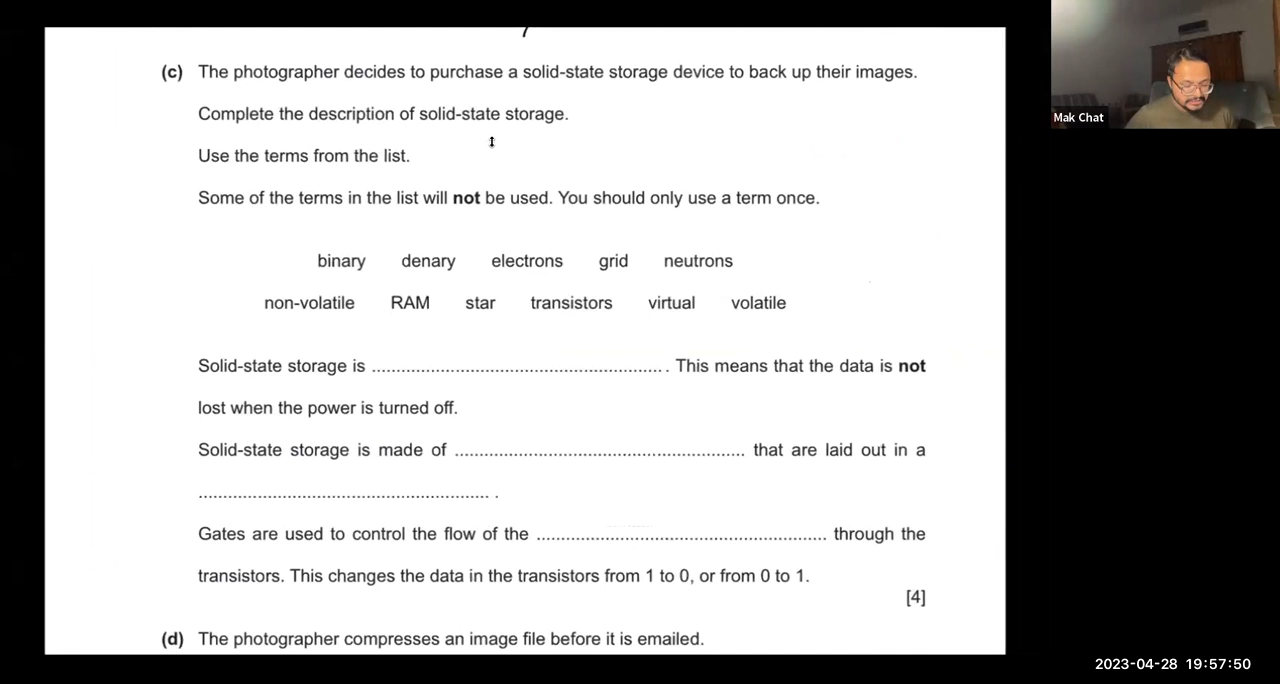 (c) The photographer decides to purchase a solid-state storage device to back up their images.
Complete the description of solid-state storage.
Use the terms from the list.
Some of the terms in the list will not be used. You should only use a term once.
binary denary electrons grid neutrons
non-volatile RAM star transistors virtual volatile
Solid-state storage is ............................................................ . This means that the data is not
lost when the power is turned off.
Solid-state storage is made of ............................................................ that are laid out in a
............................................................ .
Gates are used to control the flow of the ............................................................ through the
transistors. This changes the data in the transistors from 1 to 0, or from 0 to 1.
[4]
(d) The photographer compresses an image file before it is emailed.
Mak Chat
2023-04-28 19:57:50